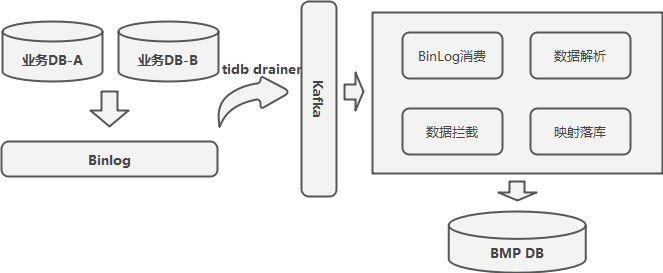 业务DB-A
业务DB-B
tidb drainer
Binlog
Kafka
BinLog消费
数据解析
数据拦截
映射落库
BMP DB